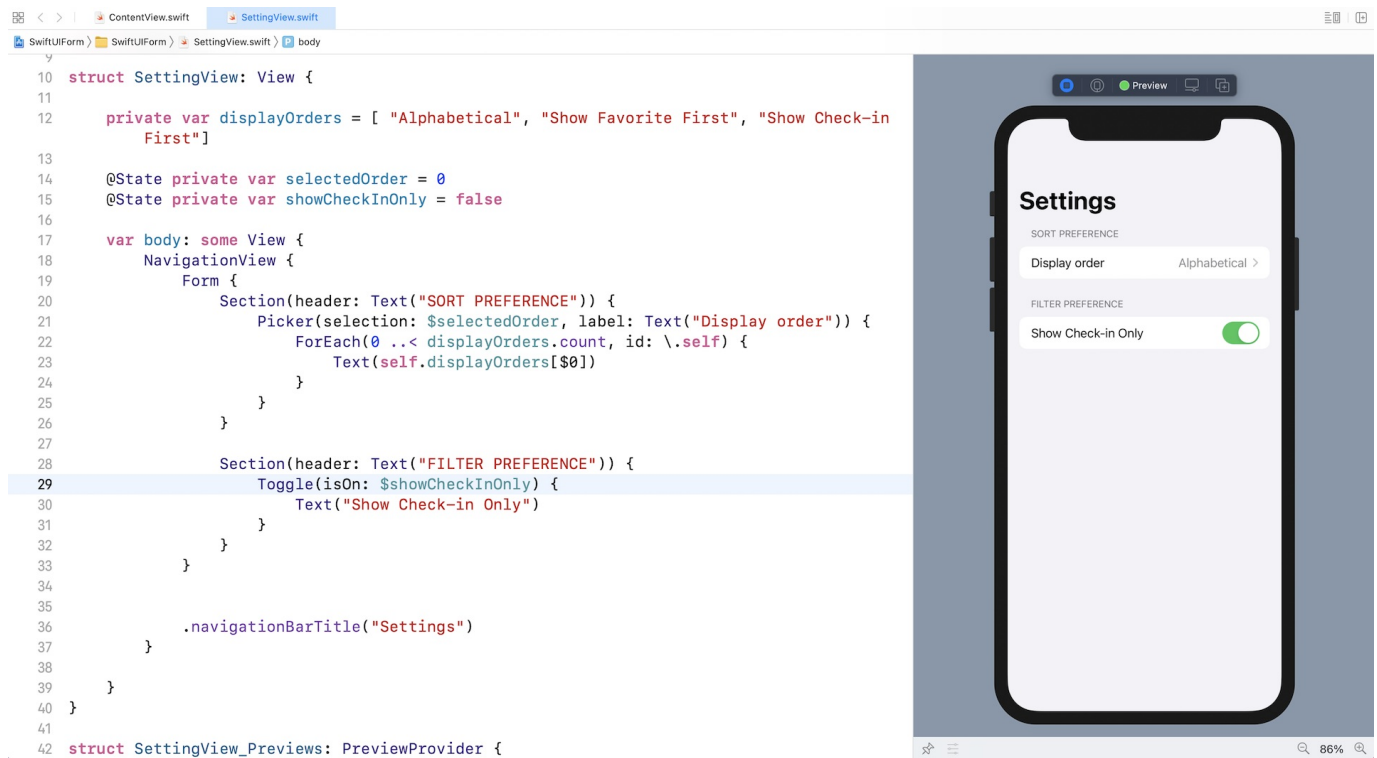 ContentView.swift
SettingView.swift
SwiftUIForm
SwiftUIForm
SettingView.swift
P
body
9
10 struct SettingView: View {
11
12 private var displayOrders = [ "Alphabetical", "Show Favorite First", "Show Check-in
First"]
13
14 @State private var selectedOrder = 0
15 @State private var showCheckInOnly = false
16
17 var body: some View {
18 NavigationView {
19 Form {
20 Section(header: Text("SORT PREFERENCE")) {
21 Picker(selection: $selectedOrder, label: Text("Display order")) {
22 ForEach(0 ..< displayOrders.count, id: \.self) {
23 Text(self.displayOrders[$0])
24 }
25 }
26 }
27
28 Section(header: Text("FILTER PREFERENCE")) {
29 Toggle(isOn: $showCheckInOnly) {
30 Text("Show Check-in Only")
31 }
32 }
33 }
34
35
36 .navigationBarTitle("Settings")
37 }
38
39 }
40 }
41
42 struct SettingView_Previews: PreviewProvider {
Preview
Settings
SORT PREFERENCE
Display order Alphabetical
FILTER PREFERENCE
Show Check-in Only
86%